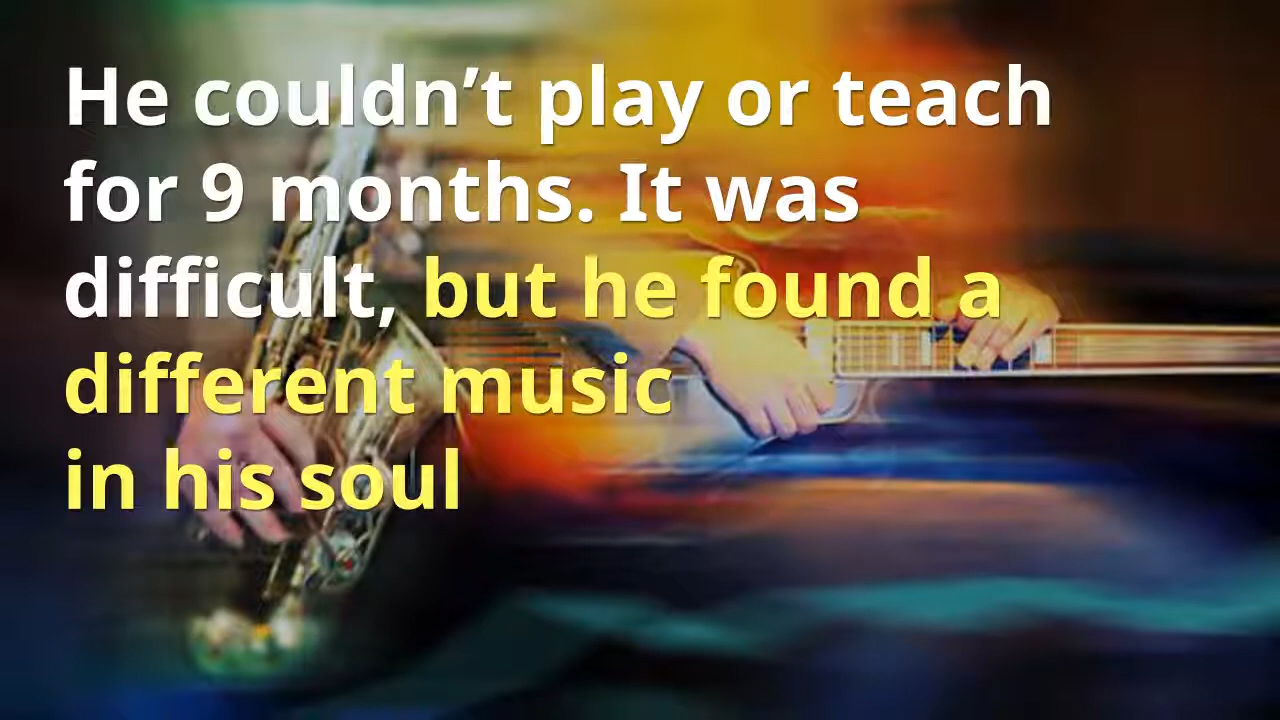 He couldn’t play or teach
for 9 months. It was
difficult, but he found a
different music
in his soul